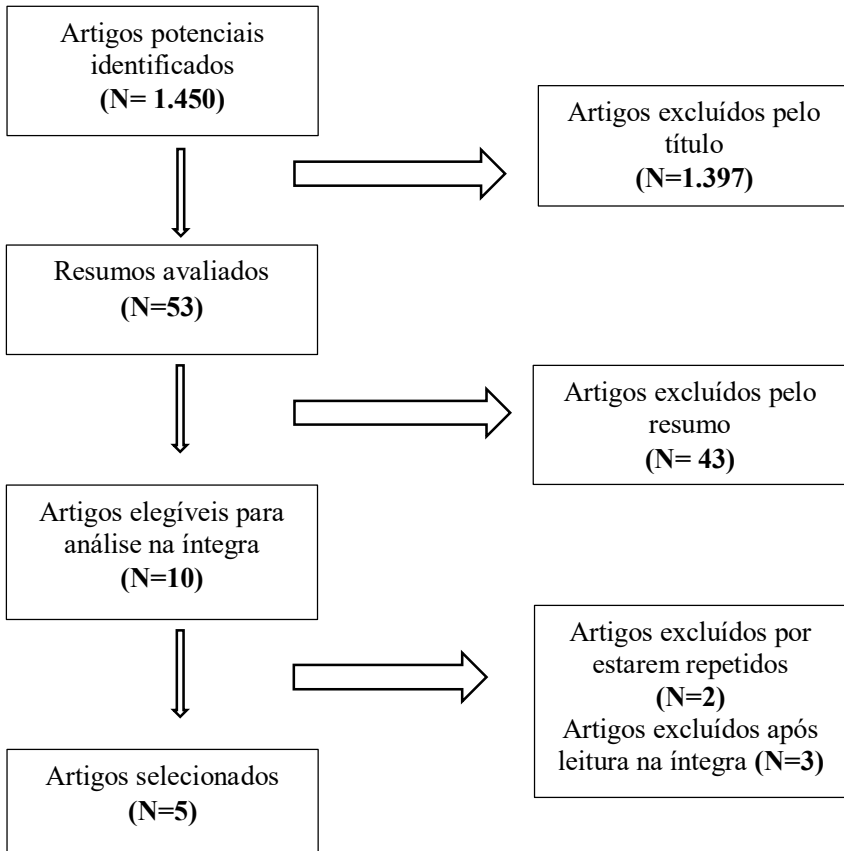 Artigos potenciais
identificados
(N= 1.450)
Artigos excluídos pelo
título
(N=1.397)
Resumos avaliados
(N=53)
Artigos excluídos pelo
resumo
(N= 43)
Artigos elegíveis para
análise na íntegra
(N=10)
Artigos excluídos por
estarem repetidos
(N=2)
Artigos excluídos após
leitura na íntegra (N=3)
Artigos selecionados
(N=5)